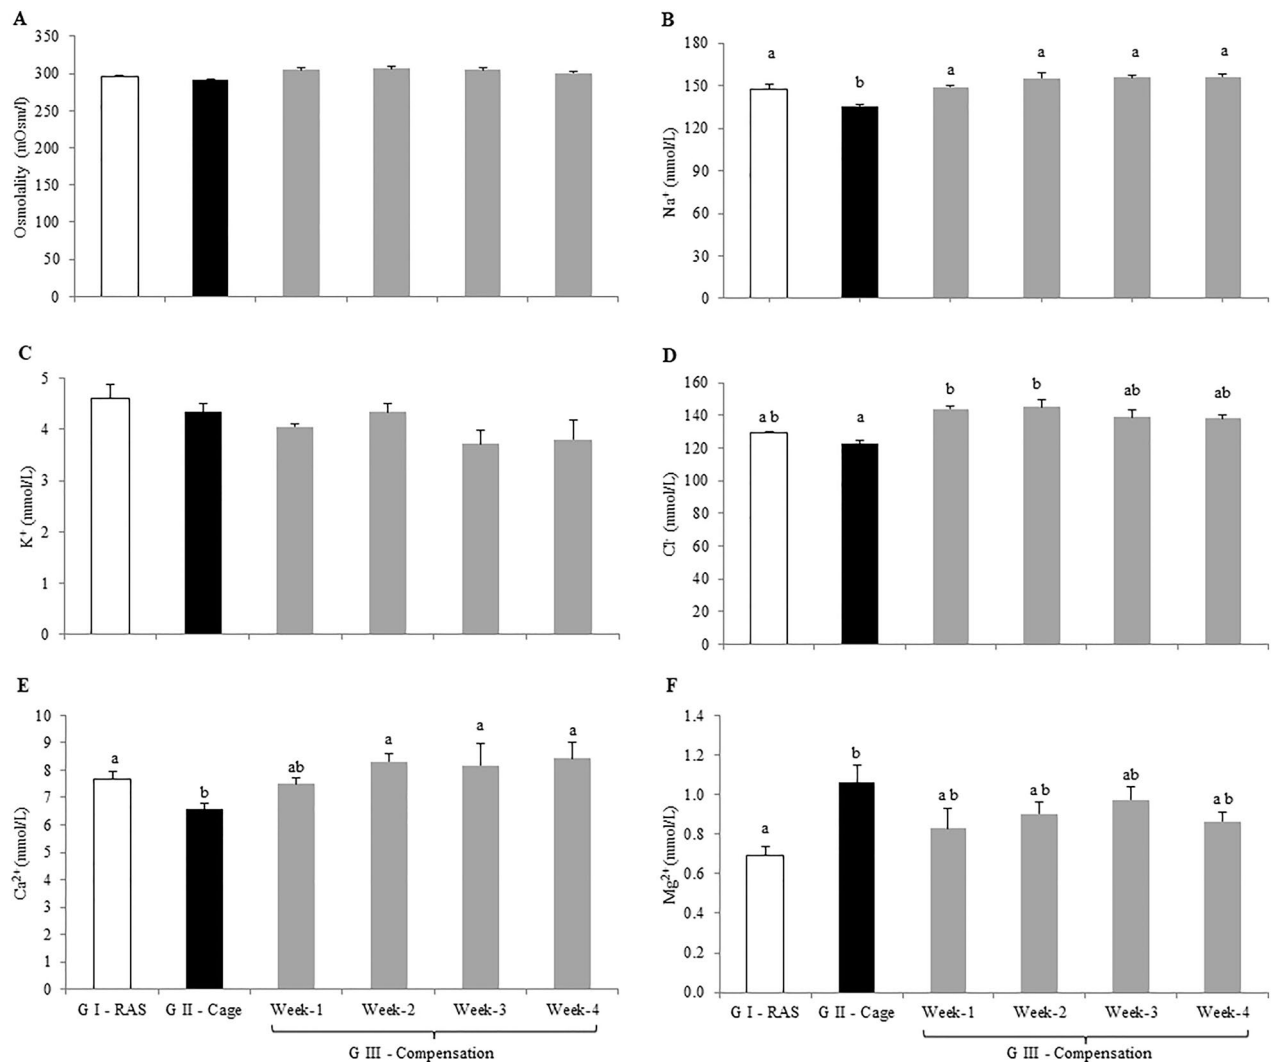 A
350
300
250
200
150
100
50
0
Osmolality (mOsm/l)
B
180
150
120
90
60
30
0
Na⁺ (mmol/L)
a b a a a a
C
5
4
3
2
1
0
K⁺ (mmol/L)
D
160
140
120
100
80
60
40
20
0
Cl⁻ (mmol/L)
a b a b b ab ab
E
10
9
8
7
6
5
4
3
2
1
0
Ca²⁺ (mmol/L)
a b ab a a a
G I - RAS G II - Cage Week-1 Week-2 Week-3 Week-4
G III - Compensation
F
1.4
1.2
1.0
0.8
0.6
0.4
0.2
0.0
Mg²⁺ (mmol/L)
a b a b a b ab a b
G I - RAS G II - Cage Week-1 Week-2 Week-3 Week-4
G III - Compensation